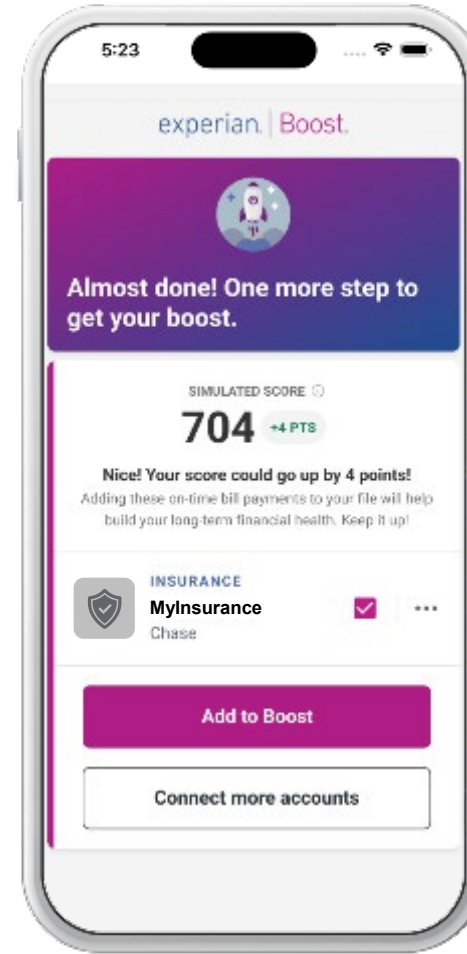 5:23
experian. | Boost.
Almost done! One more step to
get your boost.
SIMULATED SCORE
704 +4 PTS
Nice! Your score could go up by 4 points!
Adding these on-time bill payments to your file will help
build your long-term financial health. Keep it up!
INSURANCE
MyInsurance
Chase
Add to Boost
Connect more accounts